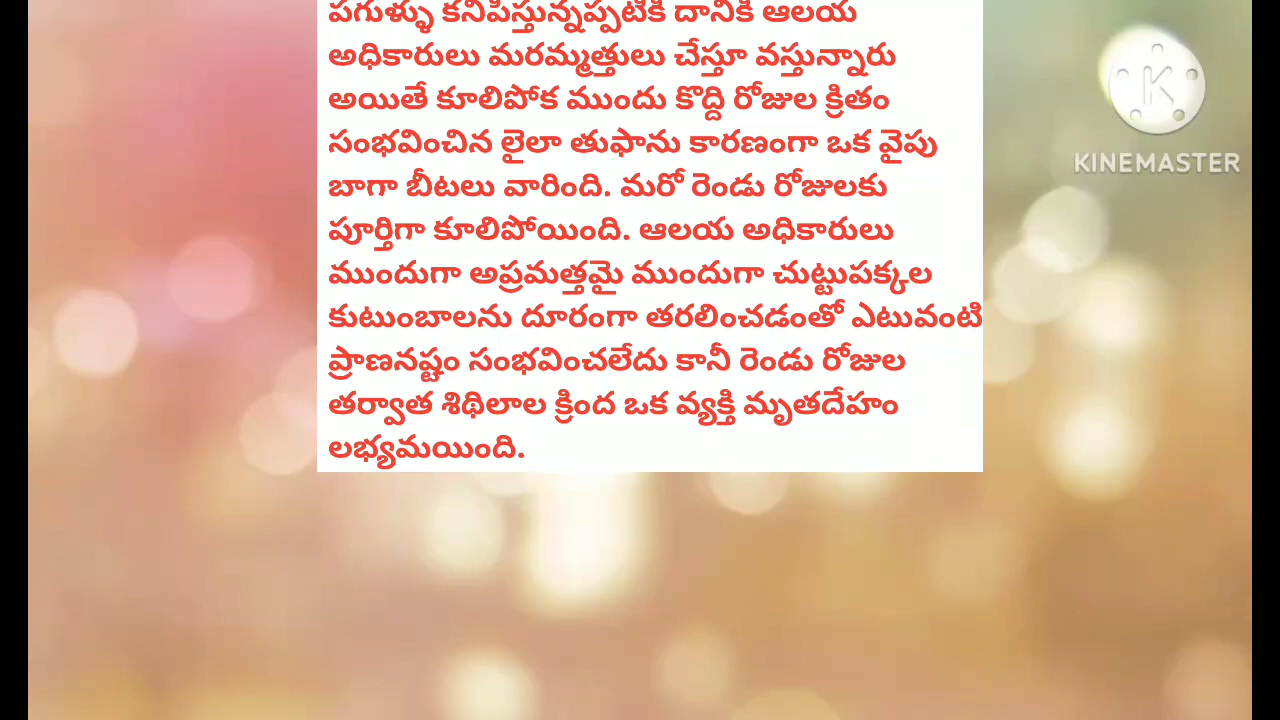 పగుళ్ళు కనిపిస్తున్నప్పటికీ దానికి ఆలయ
అధికారులు మరమ్మత్తులు చేస్తూ వస్తున్నారు
అయితే కూలిపోక ముందు కొద్ది రోజుల క్రితం
సంభవించిన లైలా తుఫాను కారణంగా ఒక వైపు
బాగా బీటలు వారింది. మరో రెండు రోజులకు
పూర్తిగా కూలిపోయింది. ఆలయ అధికారులు
ముందుగా అప్రమత్తమై ముందుగా చుట్టుపక్కల
కుటుంబాలను దూరంగా తరలించడంతో ఎటువంటి
ప్రాణనష్టం సంభవించలేదు కానీ రెండు రోజుల
తర్వాత శిథిలాల క్రింద ఒక వ్యక్తి మృతదేహం
లభ్యమయింది.
KINEMASTER